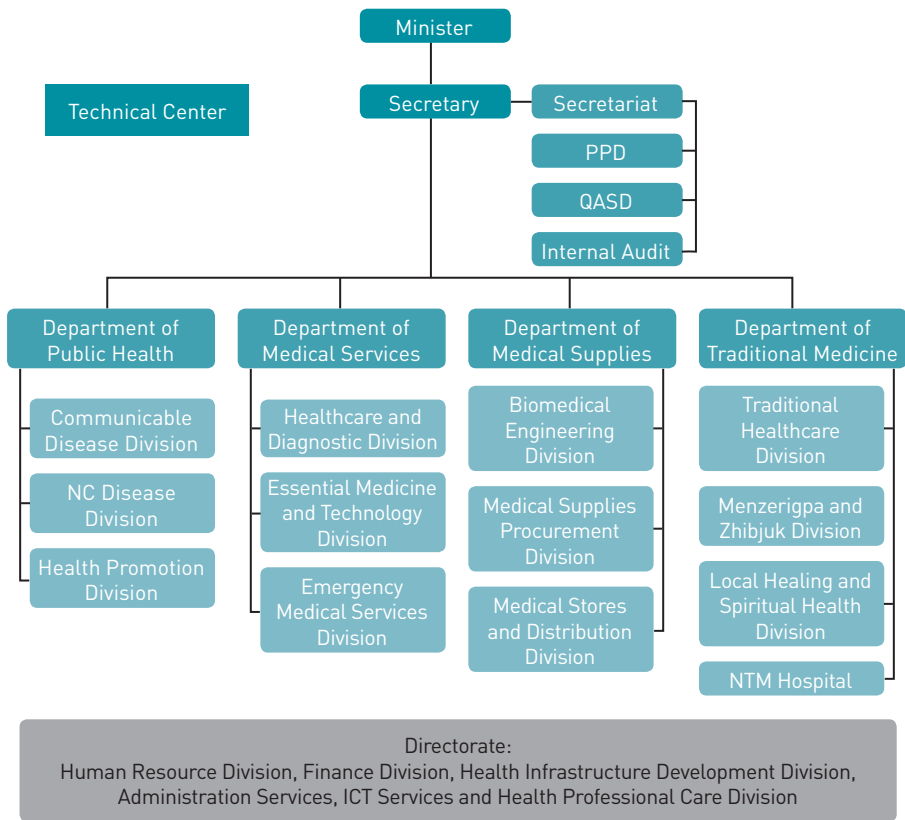 Minister
Technical Center
Secretary
Secretariat
PPD
QASD
Internal Audit
Department of
Public Health
Communicable
Disease Division
NC Disease
Division
Health Promotion
Division
Department of
Medical Services
Healthcare and
Diagnostic Division
Essential Medicine
and Technology
Division
Emergency
Medical Services
Division
Department of
Medical Supplies
Biomedical
Engineering
Division
Medical Supplies
Procurement
Division
Medical Stores
and Distribution
Division
Department of
Traditional Medicine
Traditional
Healthcare
Division
Menzerigpa and
Zhibjuk Division
Local Healing and
Spiritual Health
Division
NTM Hospital
Directorate:
Human Resource Division, Finance Division, Health Infrastructure Development Division,
Administration Services, ICT Services and Health Professional Care Division